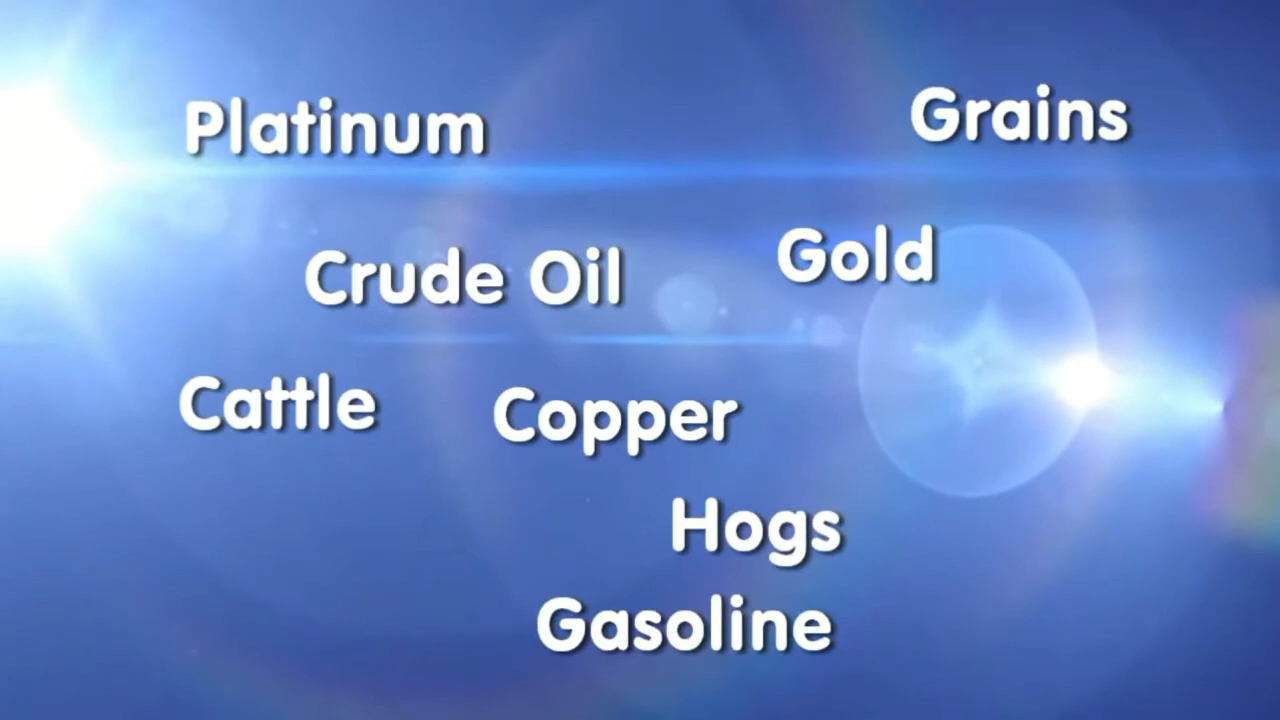 Platinum
Grains
Crude Oil
Gold
Cattle
Copper
Hogs
Gasoline